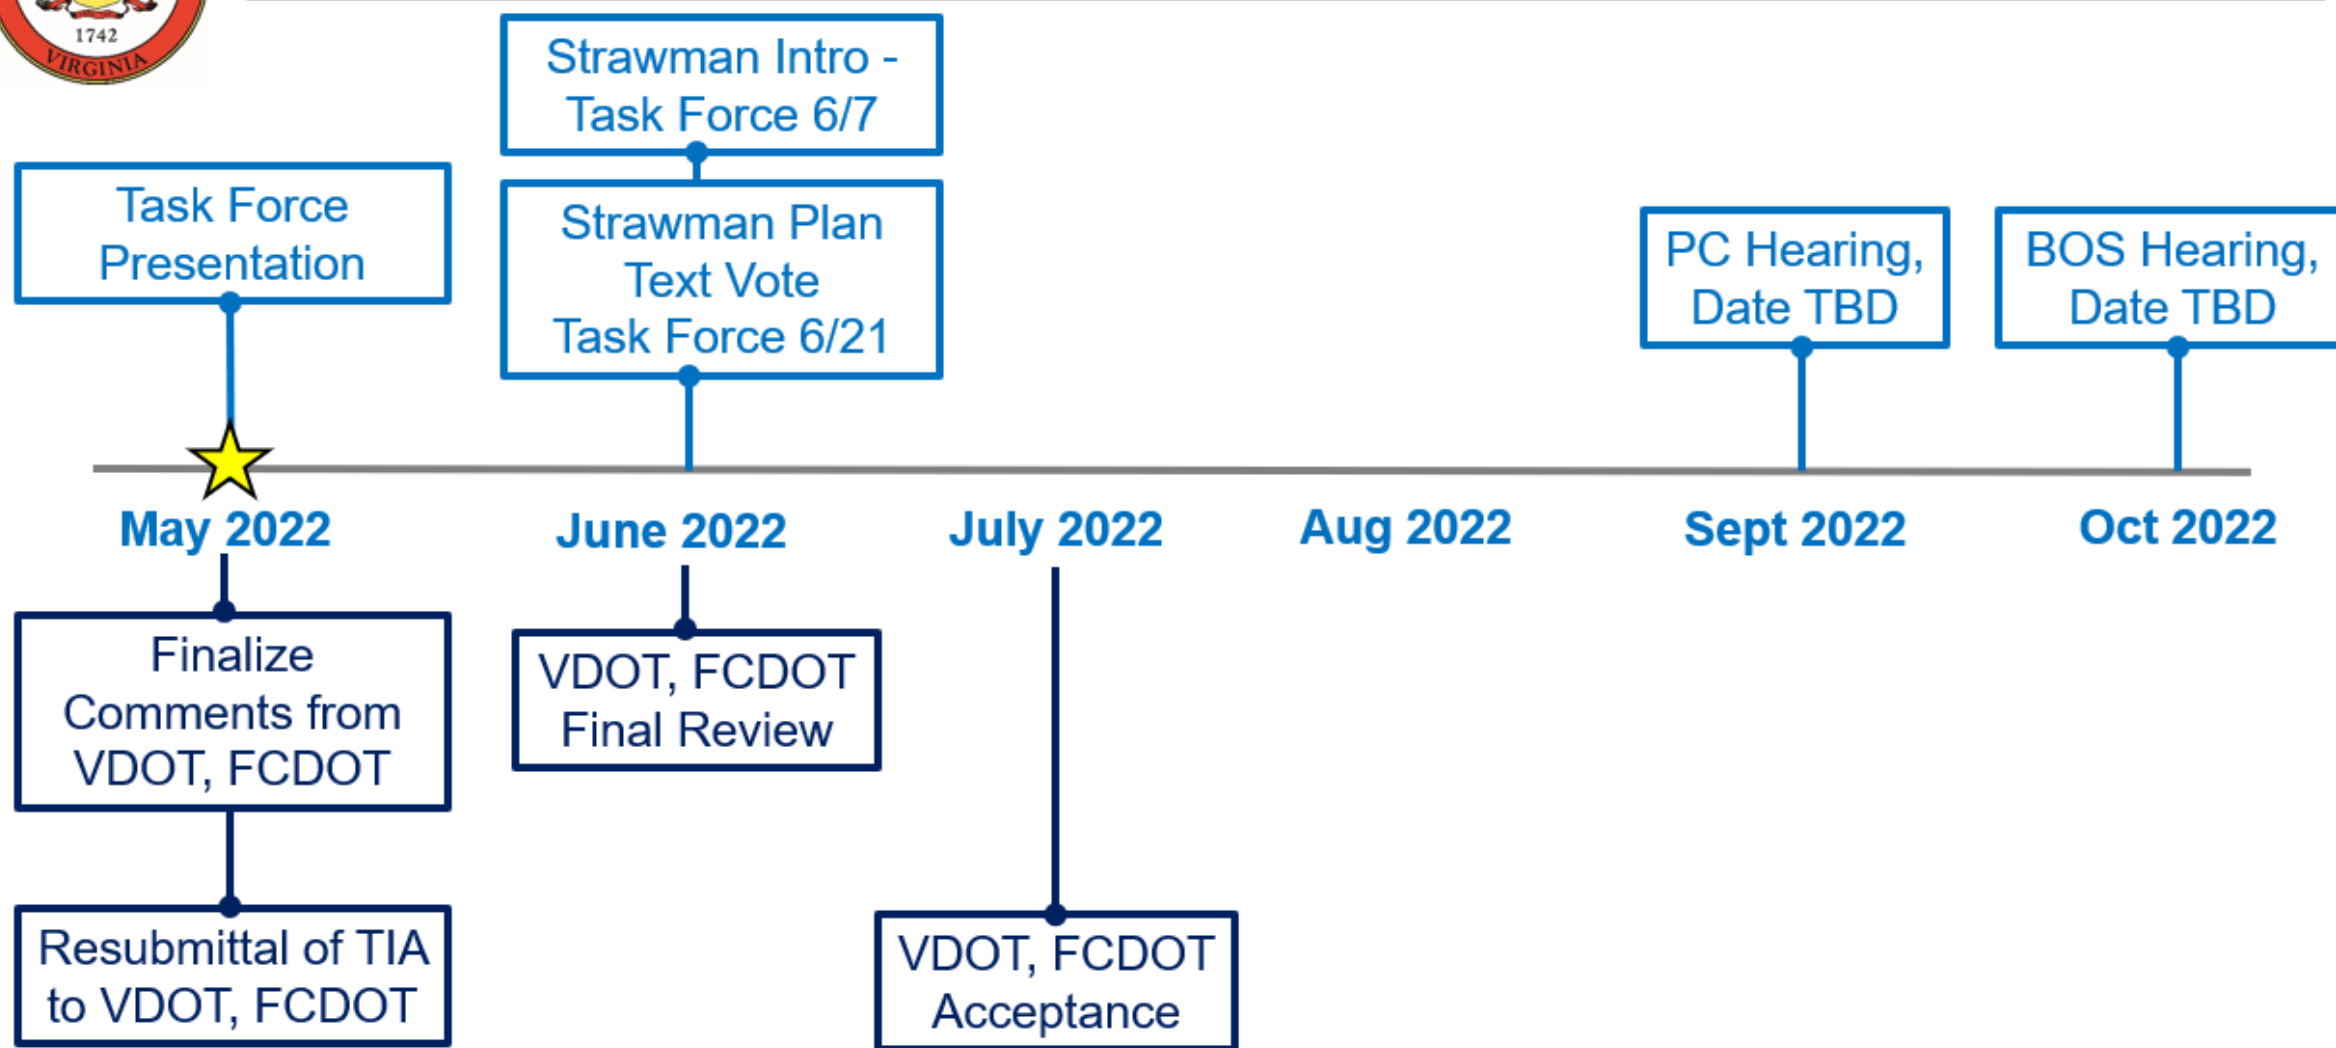 1742
VIRGINIA
Strawman Intro -
Task Force 6/7
Task Force
Presentation
Strawman Plan
Text Vote
Task Force 6/21
PC Hearing,
Date TBD
BOS Hearing,
Date TBD
May 2022
June 2022
July 2022
Aug 2022
Sept 2022
Oct 2022
Finalize
Comments from
VDOT, FCDOT
VDOT, FCDOT
Final Review
Resubmittal of TIA
to VDOT, FCDOT
VDOT, FCDOT
Acceptance